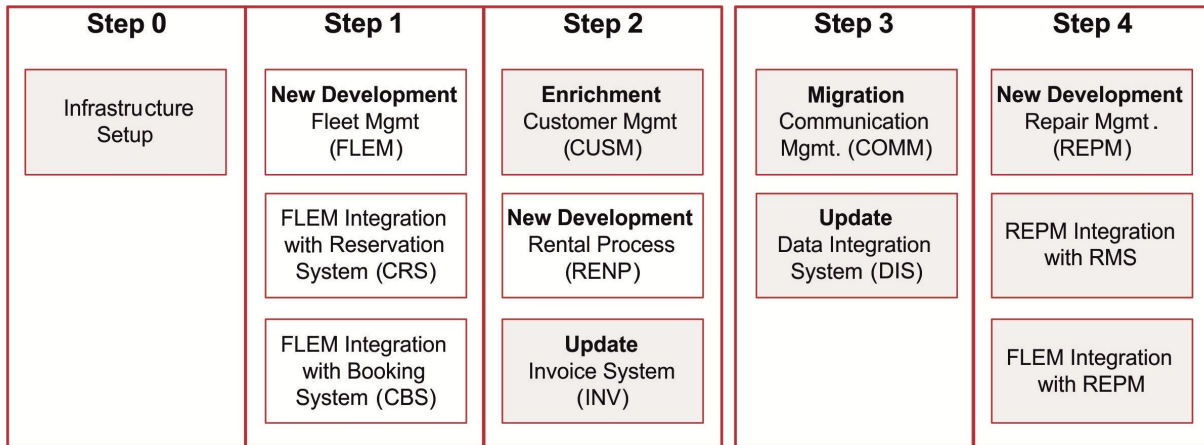 Step 0
Infrastructure
Setup
Step 1
New Development
Fleet Mgmt
(FLEM)
FLEM Integration
with Reservation
System (CRS)
FLEM Integration
with Booking
System (CBS)
Step 2
Enrichment
Customer Mgmt
(CUSM)
New Development
Rental Process
(RENP)
Update
Invoice System
(INV)
Step 3
Migration
Communication
Mgmt. (COMM)
Update
Data Integration
System (DIS)
Step 4
New Development
Repair Mgmt.
(REPM)
REPM Integration
with RMS
FLEM Integration
with REPM